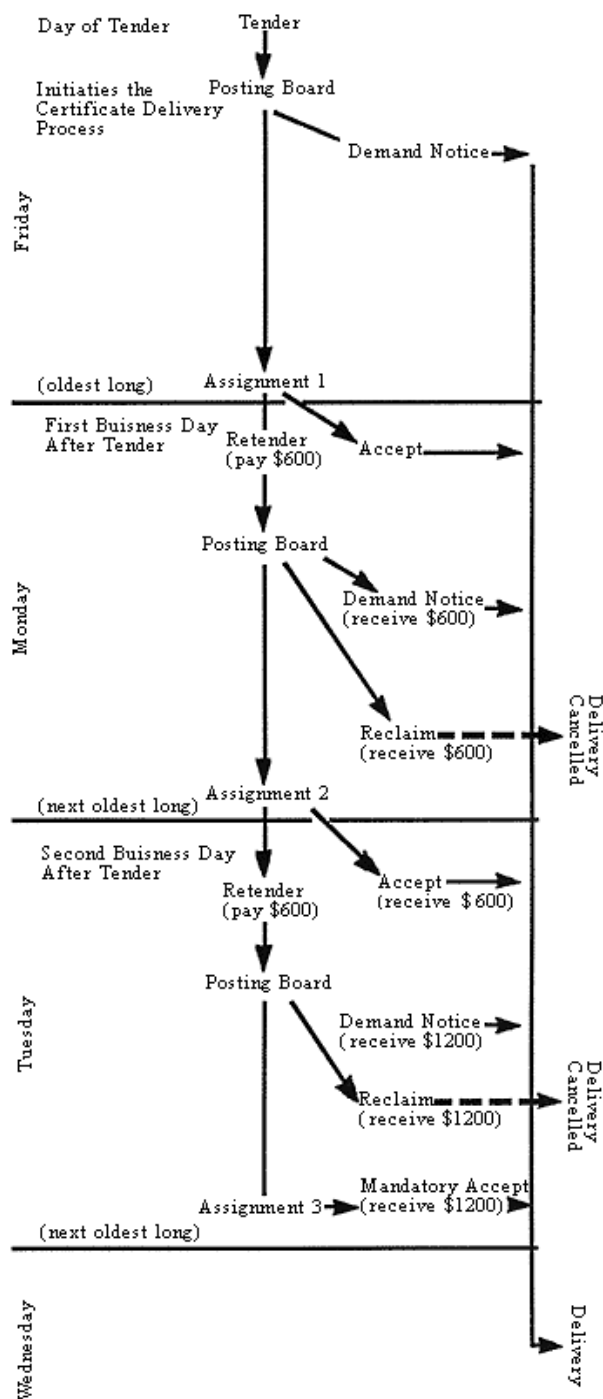 Day of Tender
Tender
Initiaties the
Certificate Delivery
Process
Posting Board
Demand Notice
Friday
(oldest long)
Assignment 1
First Buisness Day
After Tender
Retender
(pay $600)
Accept
Posting Board
Monday
Demand Notice
(receive $600)
Reclaim
(receive $600)
Delivery
Cancelled
(next oldest long)
Assignment 2
Second Buisness Day
After Tender
Retender
(pay $600)
Accept
(receive $600)
Posting Board
Tuesday
Demand Notice
(receive $1200)
Reclaim
(receive $1200)
Delivery
Cancelled
Assignment 3
Mandatory Accept
(receive $1200)
(next oldest long)
Wednesday
Delivery